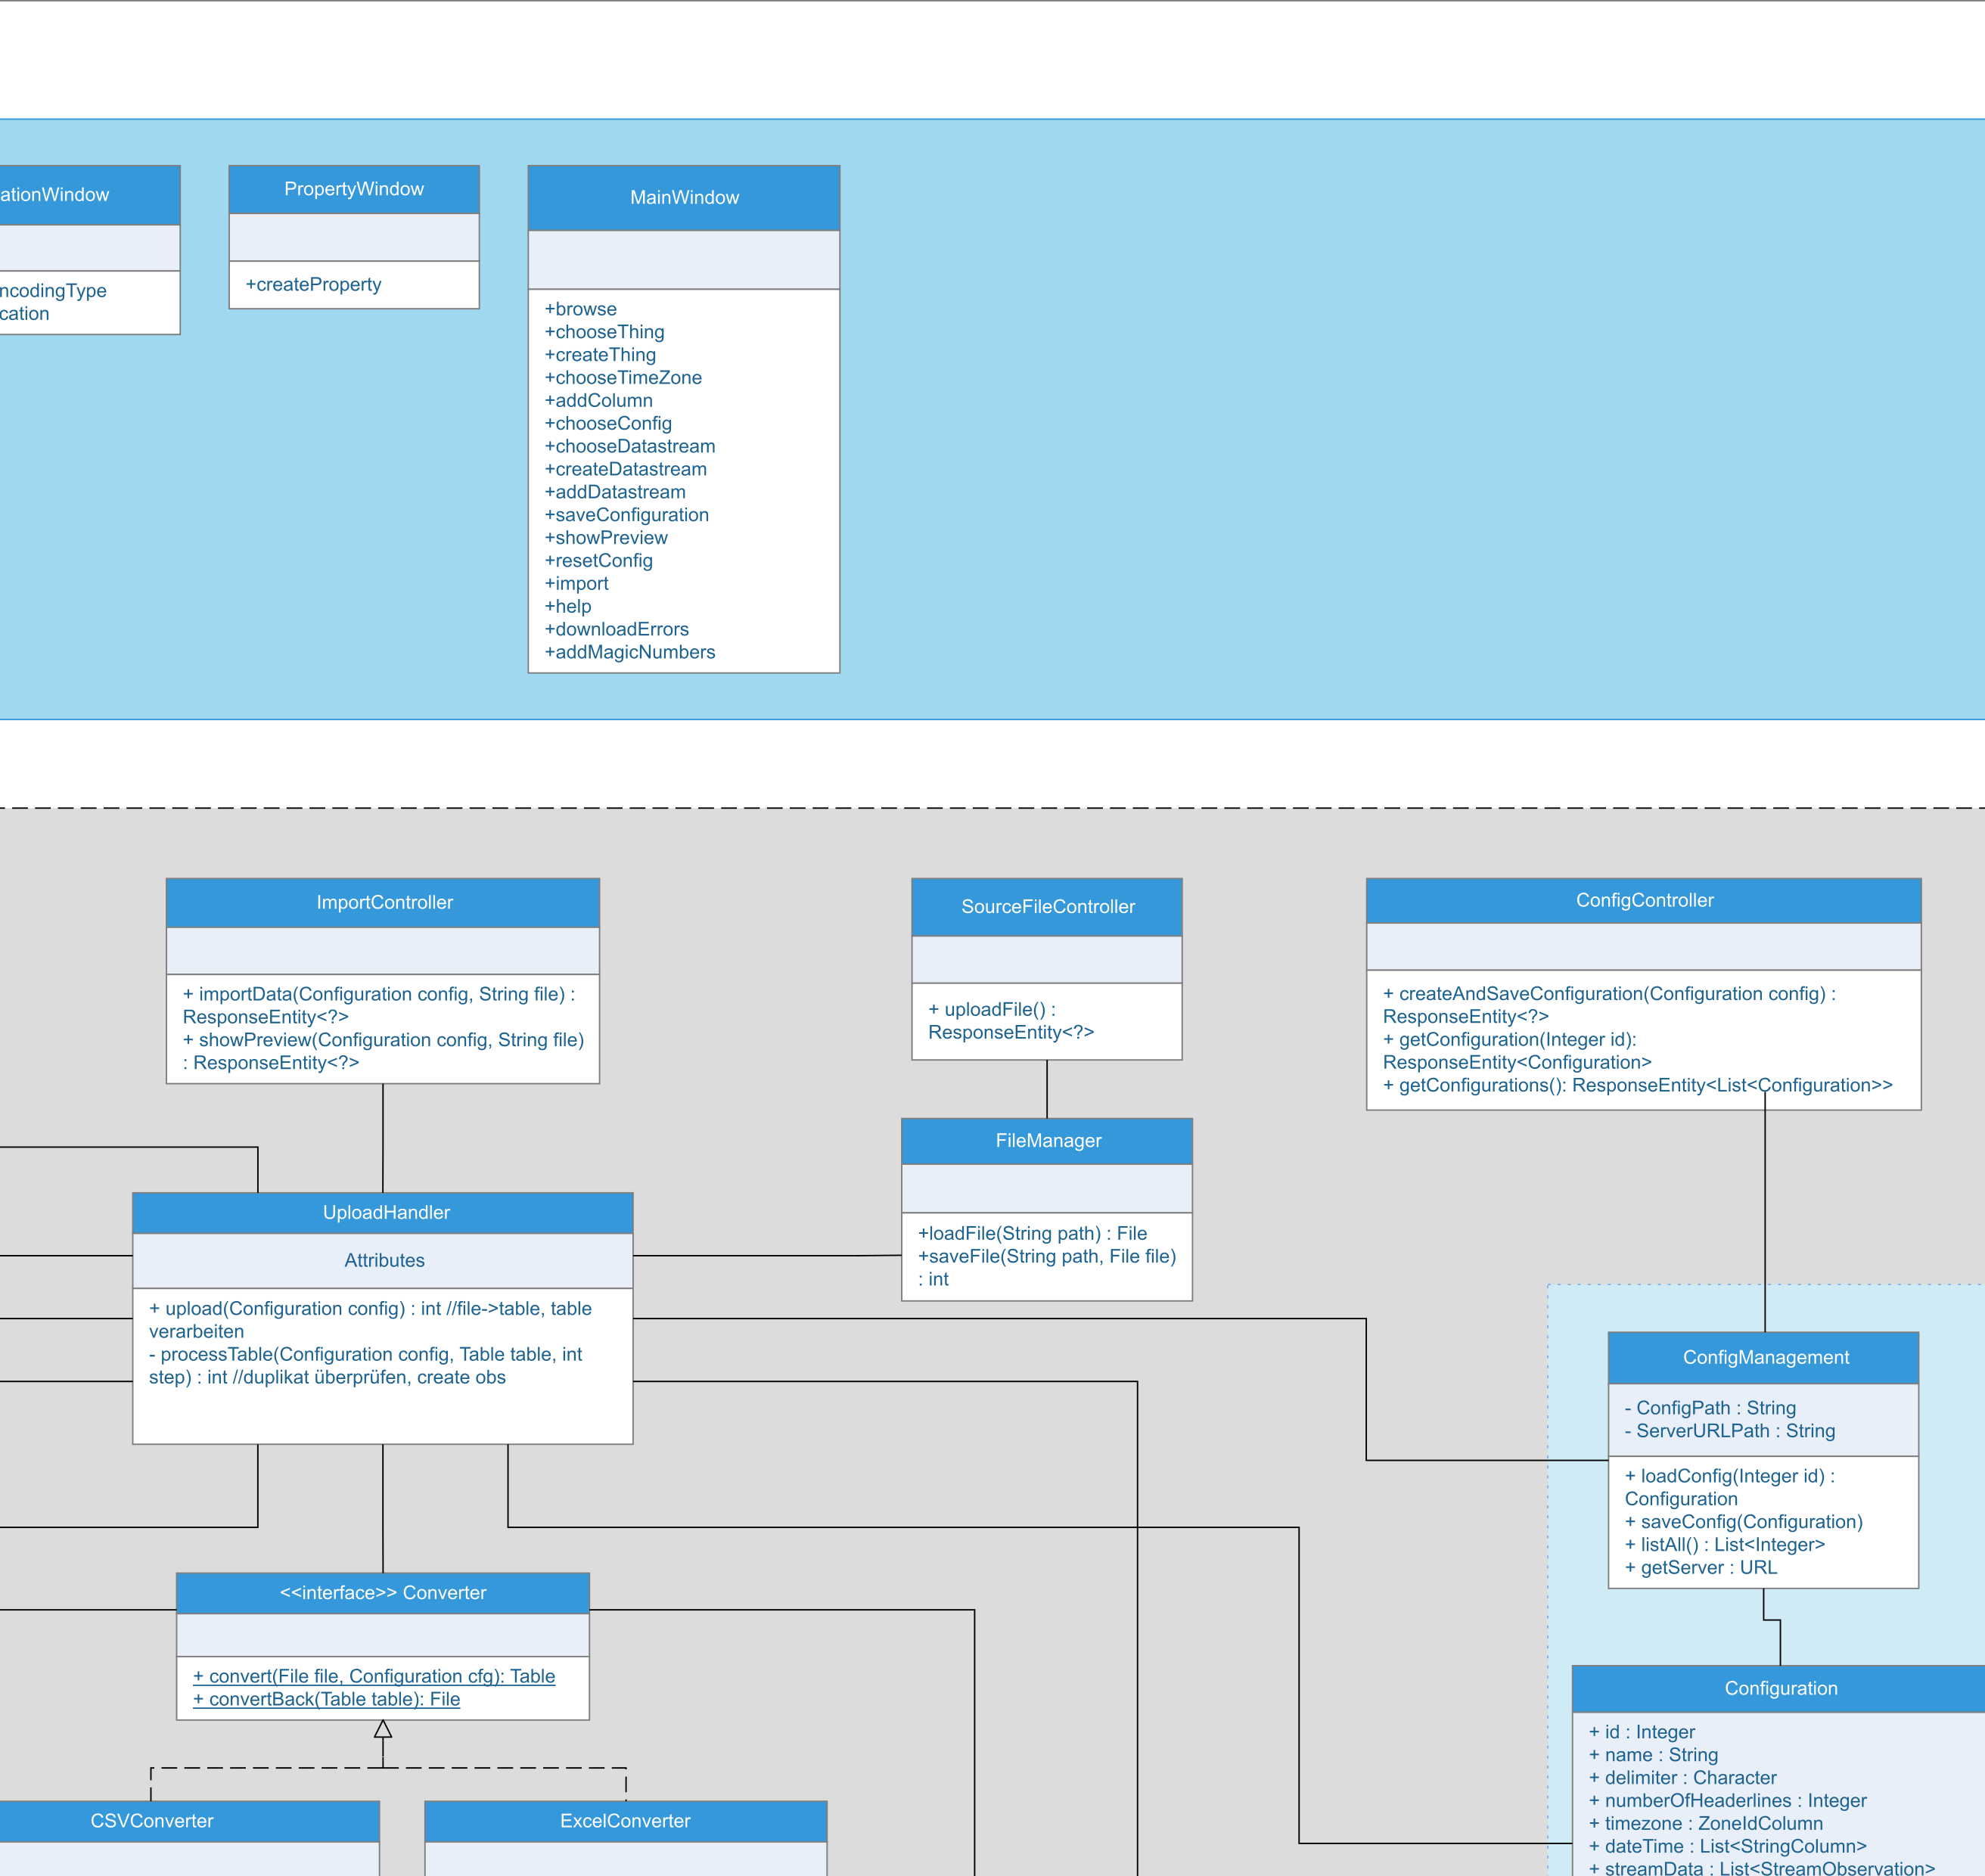 ationWindow
ncodingType
cation
PropertyWindow
+createProperty
MainWindow
+browse
+chooseThing
+createThing
+chooseTimeZone
+addColumn
+chooseConfig
+chooseDatastream
+createDatastream
+addDatastream
+saveConfiguration
+showPreview
+resetConfig
+import
+help
+downloadErrors
+addMagicNumbers
ImportController
+ importData(Configuration config, String file) :
ResponseEntity<?>
+ showPreview(Configuration config, String file)
: ResponseEntity<?>
SourceFileController
+ uploadFile() :
ResponseEntity<?>
ConfigController
+ createAndSaveConfiguration(Configuration config) :
ResponseEntity<?>
+ getConfiguration(Integer id):
ResponseEntity<Configuration>
+ getConfigurations(): ResponseEntity<List<Configuration>>
FileManager
+loadFile(String path) : File
+saveFile(String path, File file)
: int
UploadHandler
Attributes
+ upload(Configuration config) : int //file->table, table
verarbeiten
- processTable(Configuration config, Table table, int
step) : int //duplikat überprüfen, create obs
ConfigManagement
- ConfigPath : String
- ServerURLPath : String
+ loadConfig(Integer id) :
Configuration
+ saveConfig(Configuration)
+ listAll() : List<Integer>
+ getServer : URL
<<interface>> Converter
+ convert(File file, Configuration cfg): Table
+ convertBack(Table table): File
Configuration
+ id : Integer
+ name : String
+ delimiter : Character
+ numberOfHeaderlines : Integer
+ timezone : ZoneIdColumn
+ dateTime : List<StringColumn>
+ streamData : List<StreamObservation>
CSVConverter
ExcelConverter